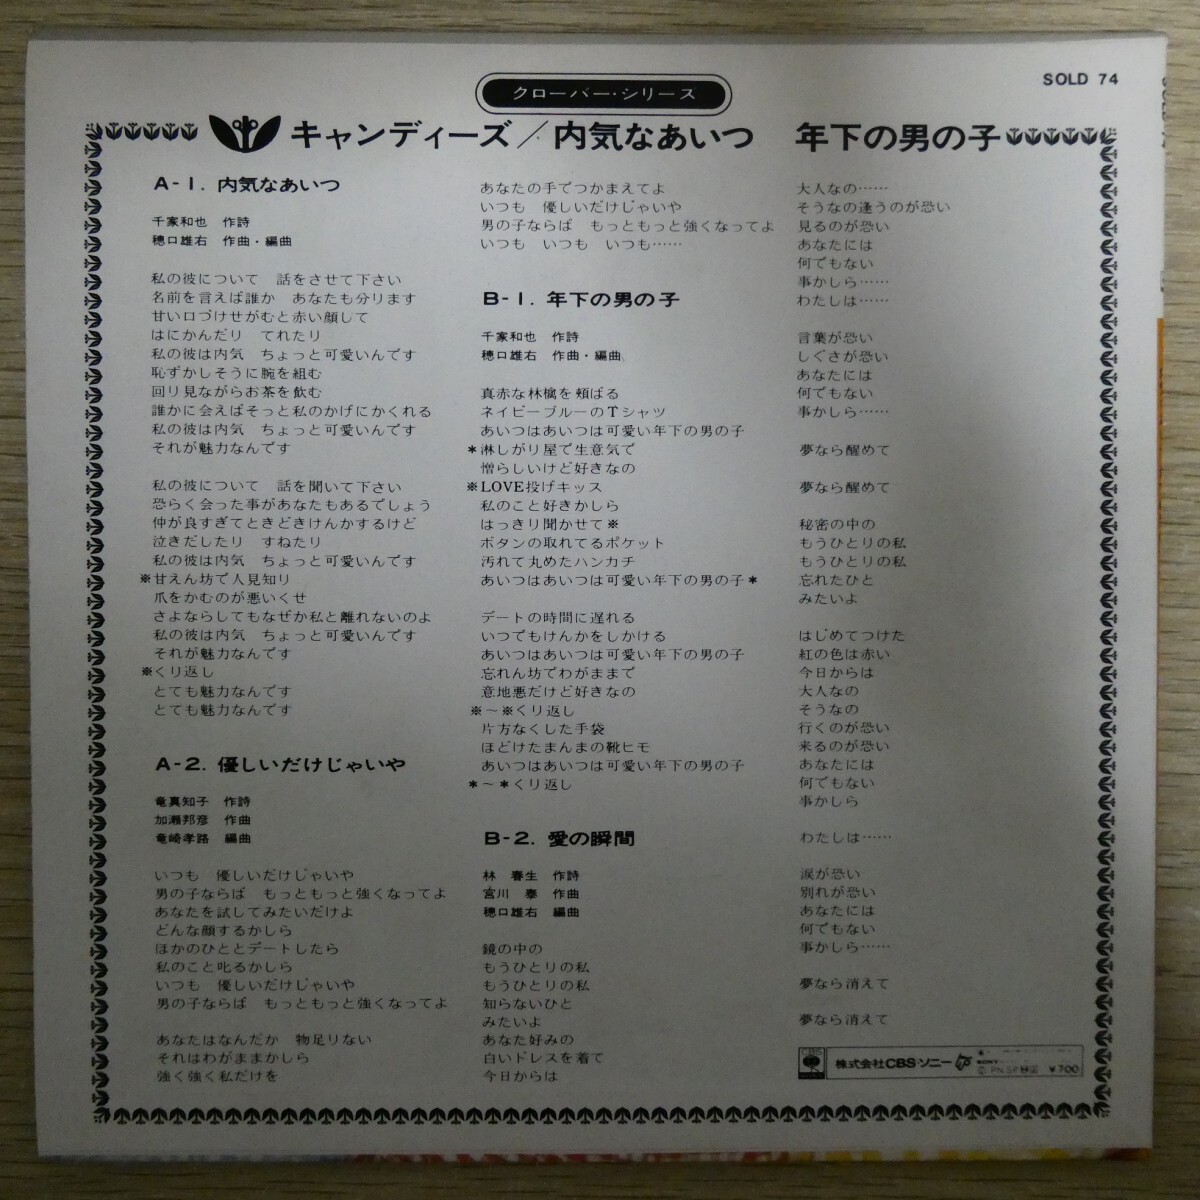 SOLD 74
クローバー・シリーズ
キャンディーズ／内気なあいつ 年下の男の子
A-1. 内気なあいつ
千家和也 作詩
穂口雄右 作曲・編曲
私の彼について 話をさせて下さい
名前を言えば誰か あなたも分ります
甘い口づけせがむと赤い顔して
はにかんだり てれたり
私の彼は内気 ちょっと可愛いんです
恥ずかしそうに腕を組む
回り見ながらお茶を飲む
誰かに会えばそっと私のかげにかくれる
私の彼は内気 ちょっと可愛いんです
それが魅力なんです
私の彼について 話を聞いて下さい
恐らく会った事があなたもあるでしょう
仲が良すぎてときどきけんかするけど
泣きだしたり すねたり
私の彼は内気 ちょっと可愛いんです
※甘えん坊で人見知り
爪をかむのが悪いくせ
さよならしてもなぜか私と離れないのよ
私の彼は内気 ちょっと可愛いんです
それが魅力なんです
※くり返し
とても魅力なんです
とても魅力なんです
A-2. 優しいだけじゃいや
竜真知子 作詩
加瀬邦彦 作曲
竜崎孝路 編曲
いつも 優しいだけじゃいや
男の子ならば もっともっと強くなってよ
あなたを試してみたいだけよ
どんな顔するかしら
ほかのひととデートしたら
私のこと叱るかしら
いつも 優しいだけじゃいや
男の子ならば もっともっと強くなってよ
あなたはなんだか 物足りない
それはわがままかしら
強く強く私だけを
あなたの手でつかまえてよ
いつも 優しいだけじゃいや
男の子ならば もっともっと強くなってよ
いつも いつも いつも……
B-1. 年下の男の子
千家和也 作詩
穂口雄右 作曲・編曲
真赤な林檎を頬ばる
ネイビーブルーのTシャツ
あいつはあいつは可愛い年下の男の子
*淋しがり屋で生意気で
憎らしいけど好きなの
※LOVE投げキッス
私のこと好きかしら
はっきり聞かせて※
ボタンの取れてるポケット
汚れて丸めたハンカチ
あいつはあいつは可愛い年下の男の子*
デートの時間に遅れる
いつでもけんかをしかける
あいつはあいつは可愛い年下の男の子
忘れん坊でわがままで
意地悪だけど好きなの
※～※くり返し
片方なくした手袋
ほどけたまんまの靴ヒモ
あいつはあいつは可愛い年下の男の子
*～*くり返し
B-2. 愛の瞬間
林 春生 作詩
宮川 泰 作曲
穂口雄右 編曲
鏡の中の
もうひとりの私
もうひとりの私
知らないひと
みたいよ
あなた好みの
白いドレスを着て
今日からは
大人なの……
そうなの逢うのが恐い
見るのが恐い
あなたには
何でもない
事かしら……
わたしは……
言葉が恐い
しぐさが恐い
あなたには
何でもない
事かしら……
夢なら醒めて
夢なら醒めて
秘密の中の
もうひとりの私
もうひとりの私
忘れたひと
みたいよ
はじめてつけた
紅の色は赤い
今日からは
大人なの
そうなの
行くのが恐い
来るのが恐い
あなたには
何でもない
事かしら
わたしは……
涙が恐い
別れが恐い
あなたには
何でもない
事かしら……
夢なら消えて
夢なら消えて
CBS
株式会社CBS・ソニー
SONY
¥700